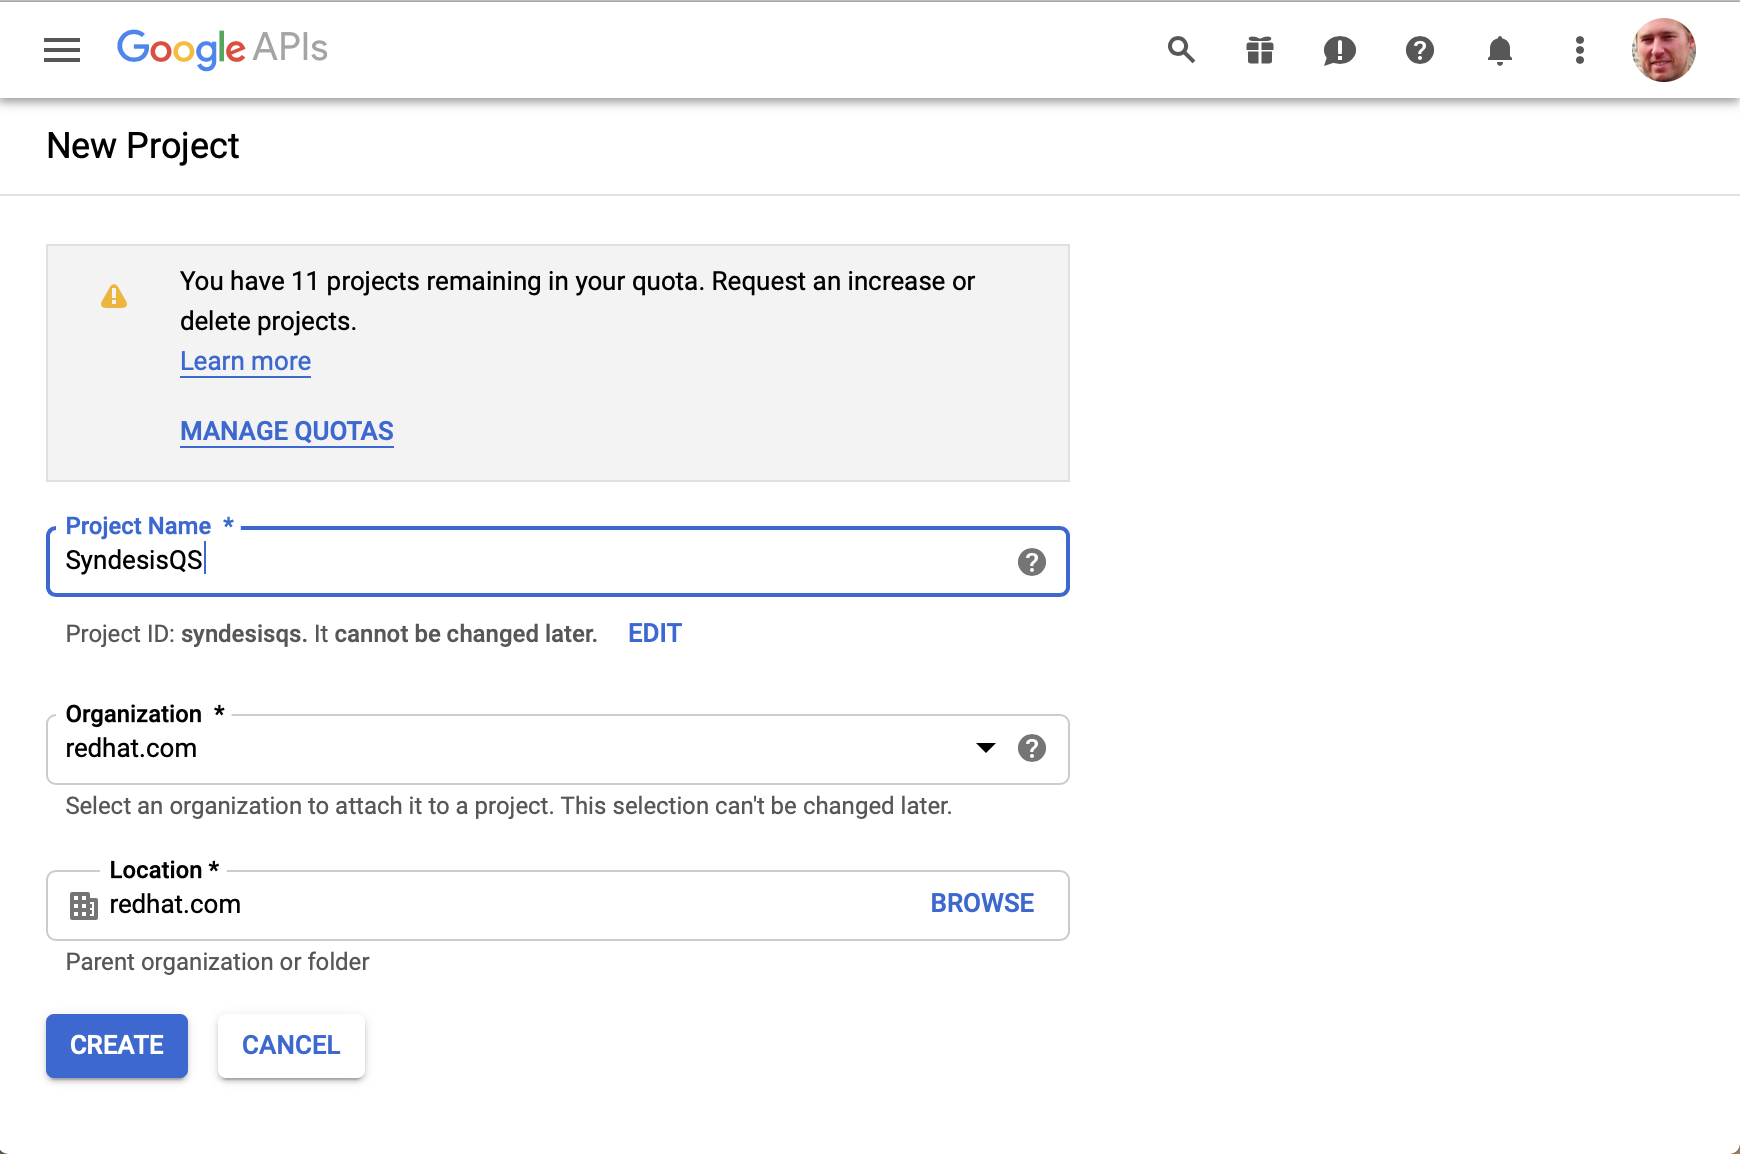 Google APIs
New Project
You have 11 projects remaining in your quota. Request an increase or
delete projects.
Learn more
MANAGE QUOTAS
Project Name *
SyndesisQS
Project ID: syndesisqs. It cannot be changed later. EDIT
Organization *
redhat.com
Select an organization to attach it to a project. This selection can't be changed later.
Location *
redhat.com BROWSE
Parent organization or folder
CREATE CANCEL